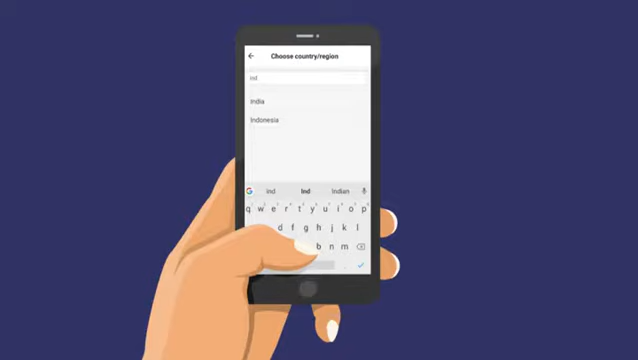 Choose country/region
ind
India
Indonesia
ind Ind Indian
q w e r t y u i o p
d f g h j k l
b n m